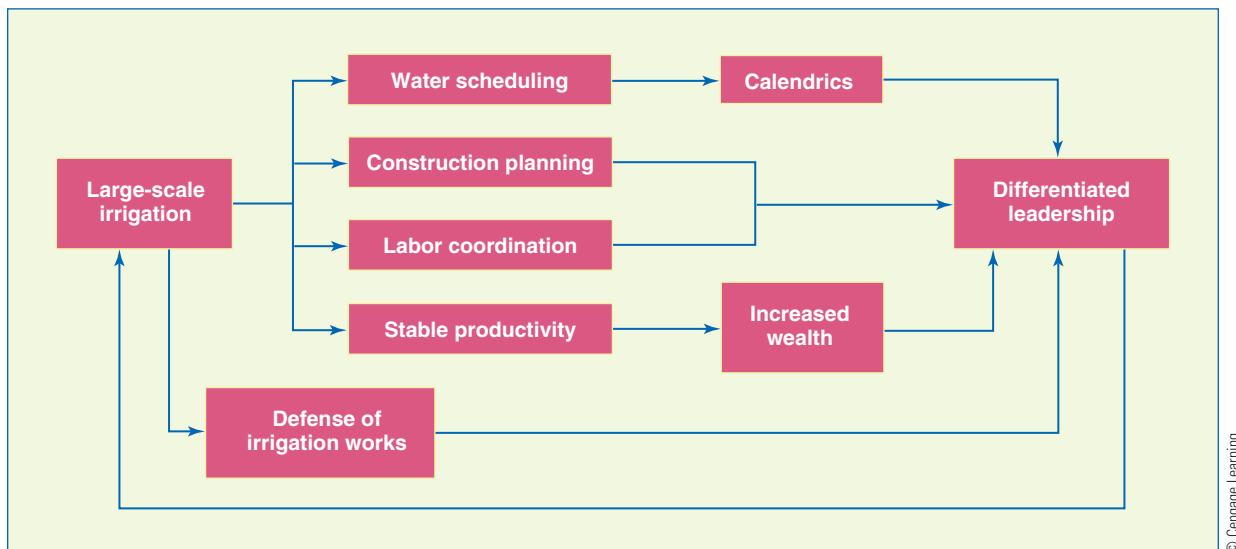 Water scheduling
Calendrics
Construction planning
Large-scale
irrigation
Differentiated
leadership
Labor coordination
Stable productivity
Increased
wealth
Defense of
irrigation works
© Cengage Learning